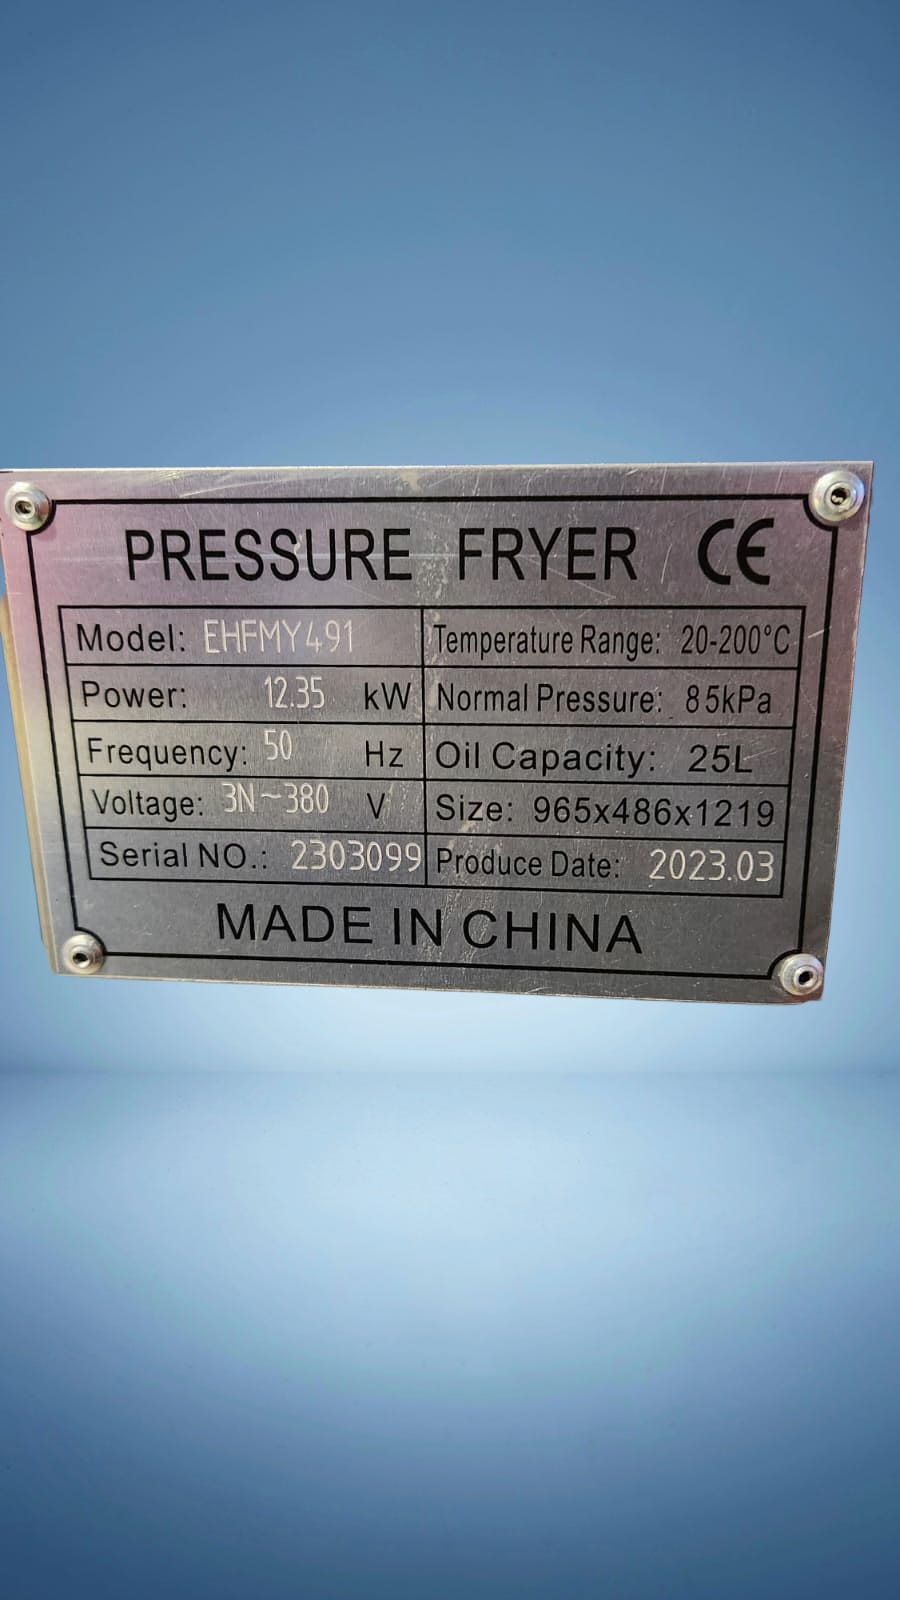 PRESSURE FRYER CE
Model: EHFMY491
Temperature Range: 20-200°C
Power: 12.35 kW
Normal Pressure: 85kPa
Frequency: 50 Hz
Oil Capacity: 25L
Voltage: 3N~380 V
Size: 965x486x1219
Serial NO.: 2303099
Produce Date: 2023.03
MADE IN CHINA